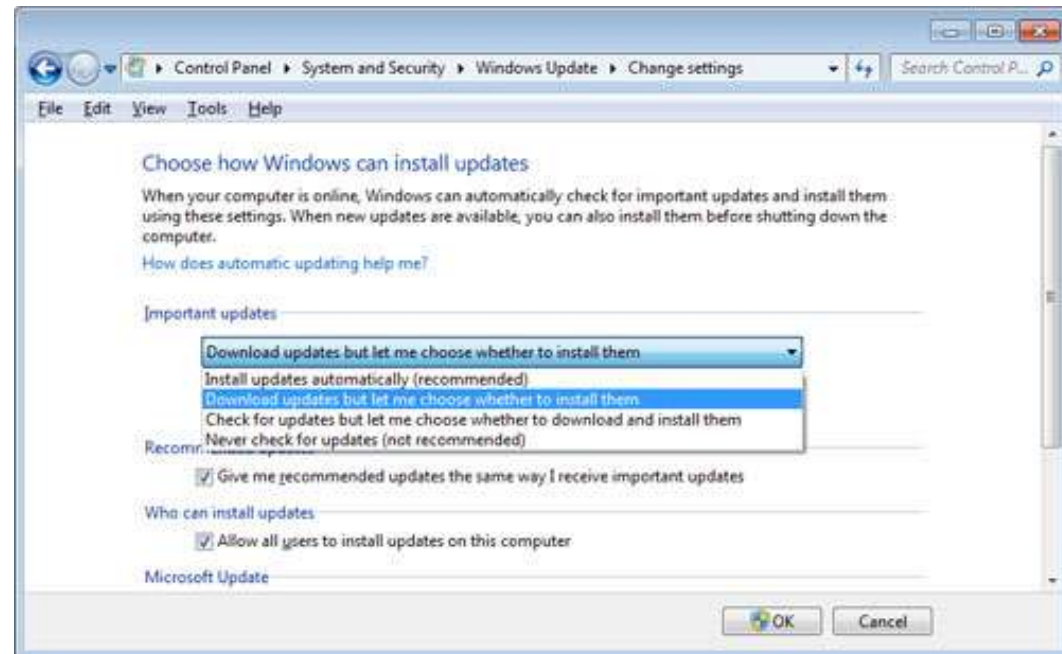 Control Panel ▸ System and Security ▸ Windows Update ▸ Change settings
Search Control P...
File Edit View Tools Help
Choose how Windows can install updates
When your computer is online, Windows can automatically check for important updates and install them
using these settings. When new updates are available, you can also install them before shutting down the
computer.
How does automatic updating help me?
Important updates
Download updates but let me choose whether to install them
Install updates automatically (recommended)
Download updates but let me choose whether to install them
Check for updates but let me choose whether to download and install them
Never check for updates (not recommended)
Give me recommended updates the same way I receive important updates
Who can install updates
Allow all users to install updates on this computer
Microsoft Update
OK Cancel